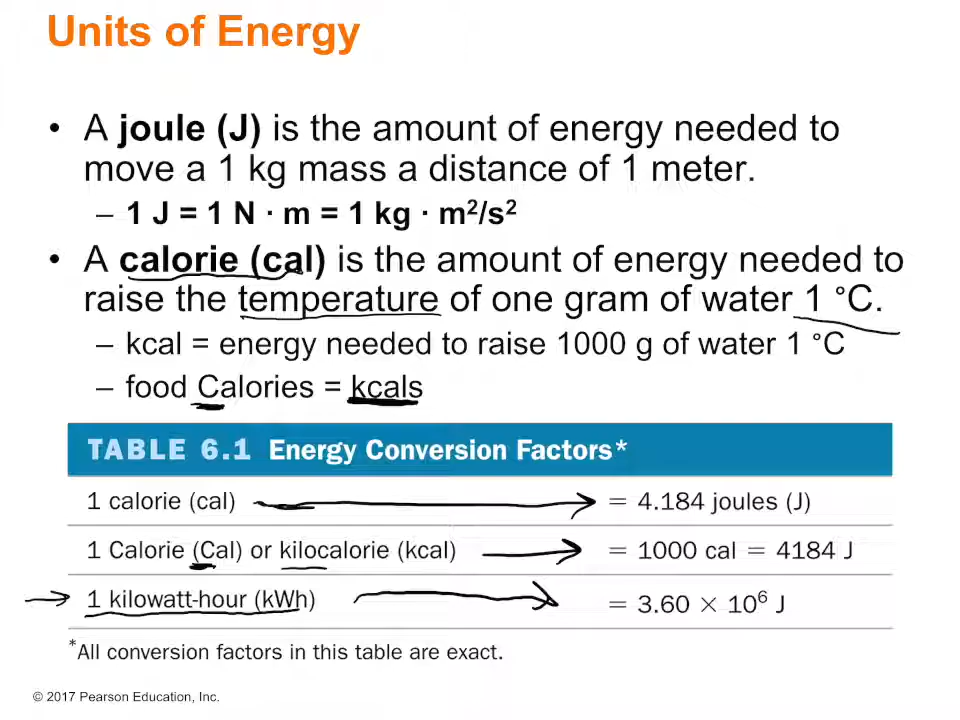 Units of Energy
• A joule (J) is the amount of energy needed to
move a 1 kg mass a distance of 1 meter.
– 1 J = 1 N · m = 1 kg · m²/s²
• A calorie (cal) is the amount of energy needed to
raise the temperature of one gram of water 1 °C.
– kcal = energy needed to raise 1000 g of water 1 °C
– food Calories = kcals
TABLE 6.1 Energy Conversion Factors*
1 calorie (cal) = 4.184 joules (J)
1 Calorie (Cal) or kilocalorie (kcal) = 1000 cal = 4184 J
1 kilowatt-hour (kWh) = 3.60 × 10⁶ J
*All conversion factors in this table are exact.
© 2017 Pearson Education, Inc.